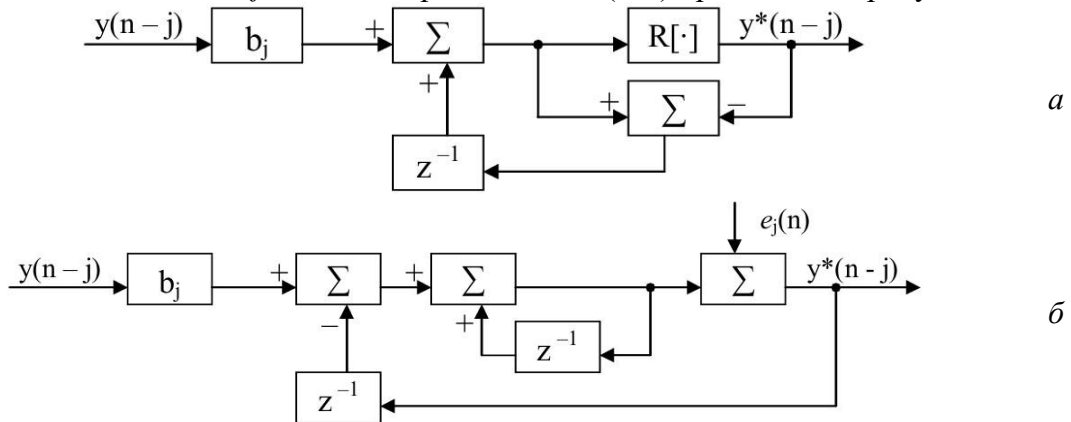 y(n – j)
b_j
+
Σ
R[·]
y*(n – j)
+
+
Σ
–
а
z⁻¹
e_j(n)
y(n – j)
b_j
+
Σ
+
Σ
Σ
y*(n - j)
–
+
z⁻¹
б
z⁻¹